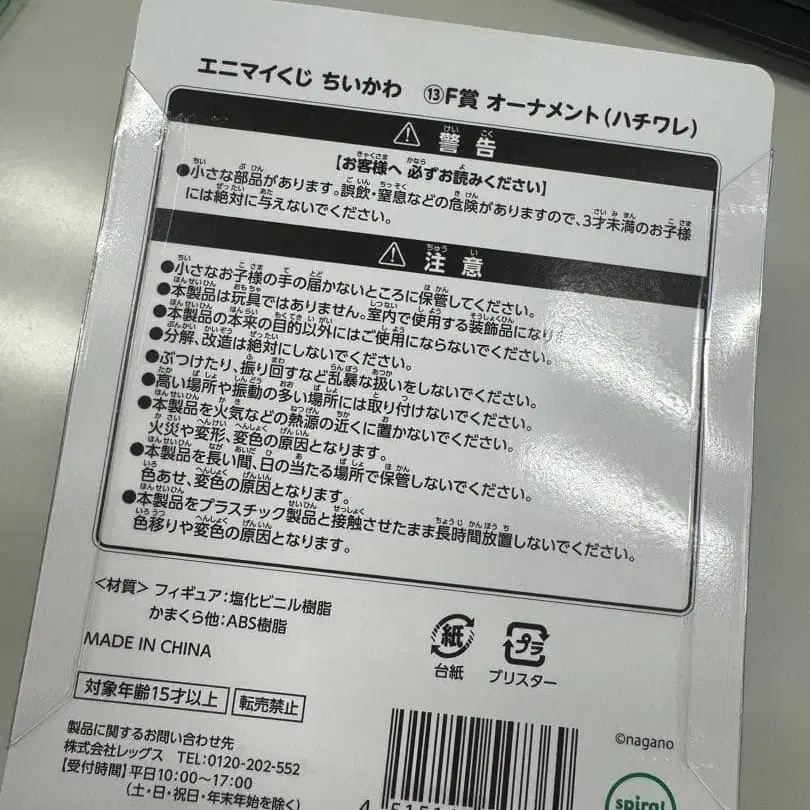 エニマイくじ ちいかわ ⑬F賞 オーナメント(ハチワレ)
⚠ 警告
【お客様へ 必ずお読みください】
●小さな部品があります。誤飲・窒息などの危険がありますので、3才未満のお子様
には絶対に与えないでください。
⚠ 注意
●小さなお子様の手の届かないところに保管してください。
●本製品は玩具ではありません。室内で使用する装飾品になり
●本製品の本来の目的以外にはご使用にならないでください。
●分解、改造は絶対にしないでください。
●ぶつけたり、振り回すなど乱暴な扱いをしないでください。
●高い場所や振動の多い場所には取り付けないでください。
●本製品を火気などの熱源の近くに置かないでください。
火災や変形、変色の原因となります。
●本製品を長い間、日の当たる場所で保管しないでください。
色あせ、変色の原因となります。
●本製品をプラスチック製品と接触させたまま長時間放置しないでください。
色移りや変色の原因となります。
<材質> フィギュア:塩化ビニル樹脂
かまくら他:ABS樹脂
MADE IN CHINA
紙
台紙
プラ
ブリスター
対象年齢15才以上 転売禁止
製品に関するお問い合わせ先
株式会社レッグス TEL:0120-202-552
【受付時間】平日10:00〜17:00
(土・日・祝日・年末年始を除く)
©nagano
spiral